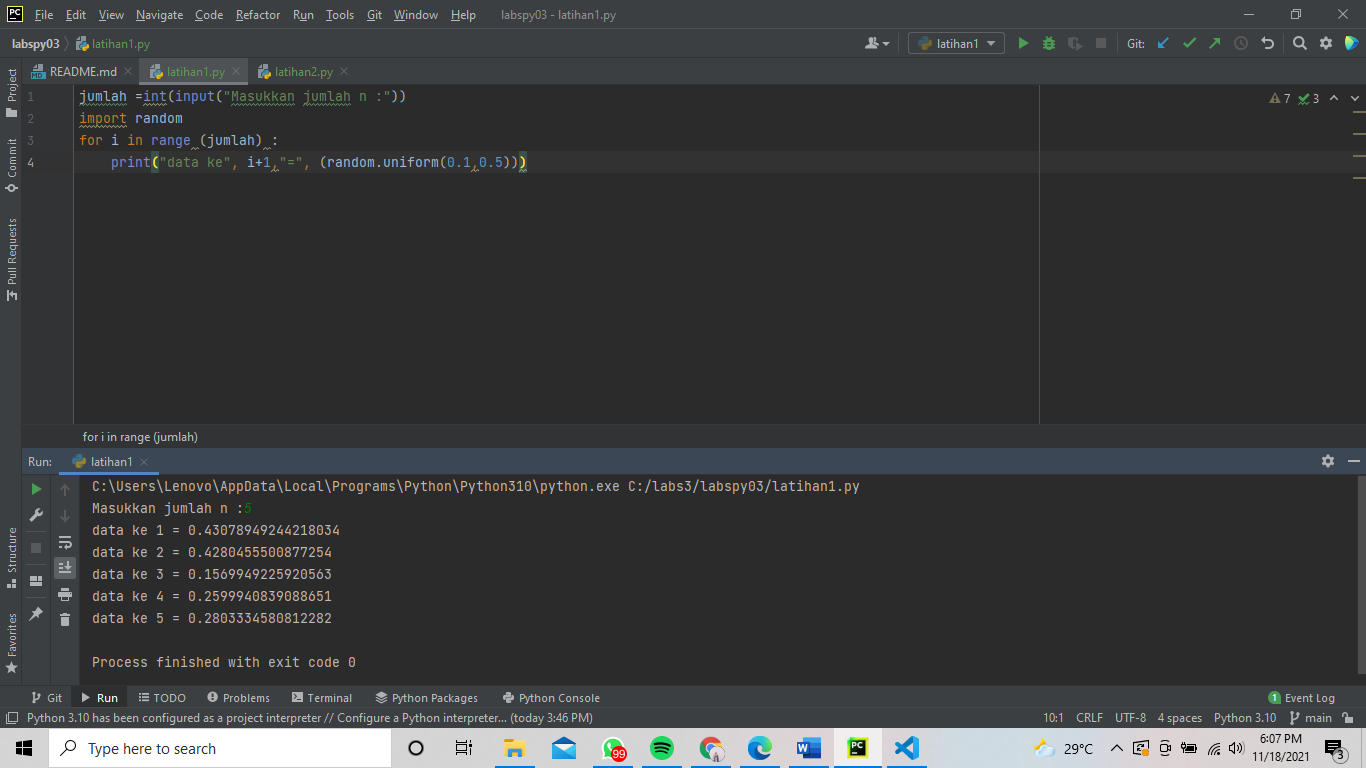 PC File Edit View Navigate Code Refactor Run Tools Git Window Help labspy03 - latihan1.py
labspy03 latihan1.py latihan1 Git:
README.md latihan1.py latihan2.py
1 jumlah =int(input("Masukkan jumlah n :")) 7 3
2 import random
3 for i in range (jumlah) :
4 print("data ke", i+1,"=", (random.uniform(0.1,0.5)))
Project
Commit
Pull Requests
for i in range (jumlah)
Run: latihan1
C:\Users\Lenovo\AppData\Local\Programs\Python\Python310\python.exe C:/labs3/labspy03/latihan1.py
Masukkan jumlah n :5
data ke 1 = 0.43078949244218034
data ke 2 = 0.4280455500877254
data ke 3 = 0.1569949225920563
data ke 4 = 0.2599940839088651
data ke 5 = 0.2803334580812282
Process finished with exit code 0
Structure
Favorites
Git Run TODO Problems Terminal Python Packages Python Console 1 Event Log
Python 3.10 has been configured as a project interpreter // Configure a Python interpreter... (today 3:46 PM) 10:1 CRLF UTF-8 4 spaces Python 3.10 main
Type here to search 99 PC 29°C 6:07 PM
11/18/2021 3